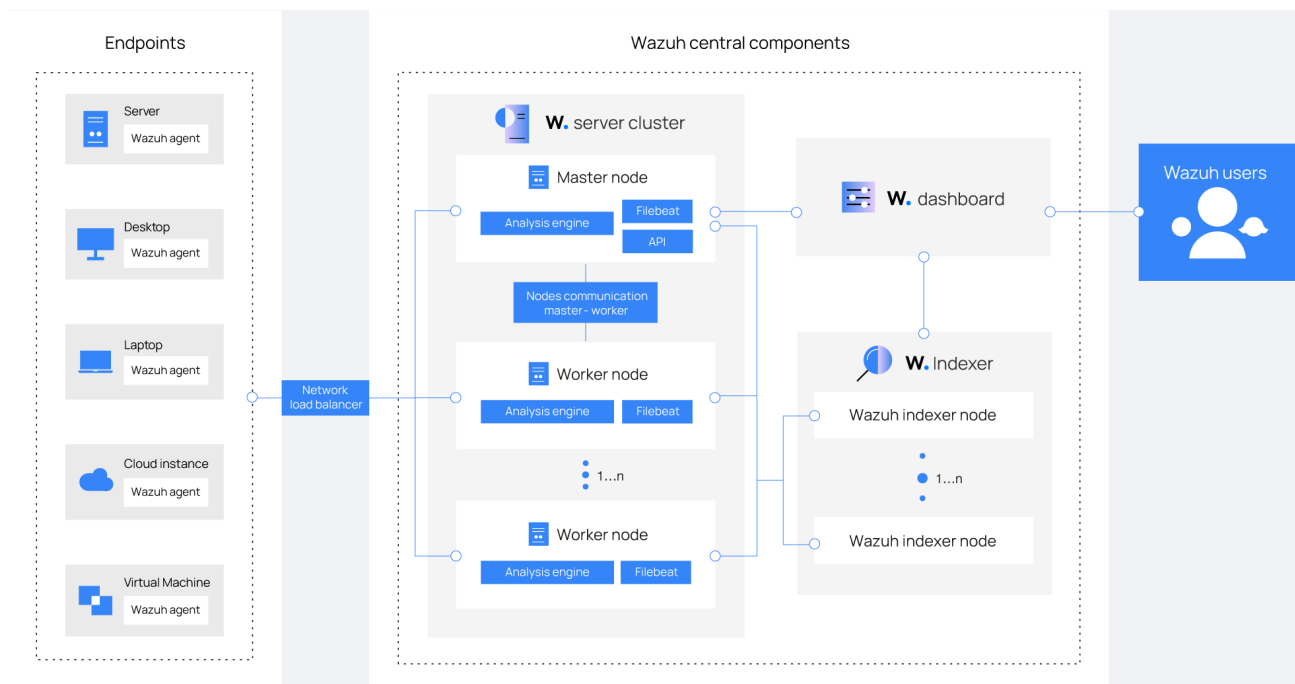 Endpoints
Server
Wazuh agent
Desktop
Wazuh agent
Laptop
Wazuh agent
Cloud instance
Wazuh agent
Virtual Machine
Wazuh agent
Network
load balancer
Wazuh central components
W. server cluster
Master node
Analysis engine
Filebeat
API
Nodes communication
master- worker
Worker node
Analysis engine
Filebeat
1...n
Worker node
Analysis engine
Filebeat
W. dashboard
W. Indexer
Wazuh indexer node
1...n
Wazuh indexer node
Wazuh users